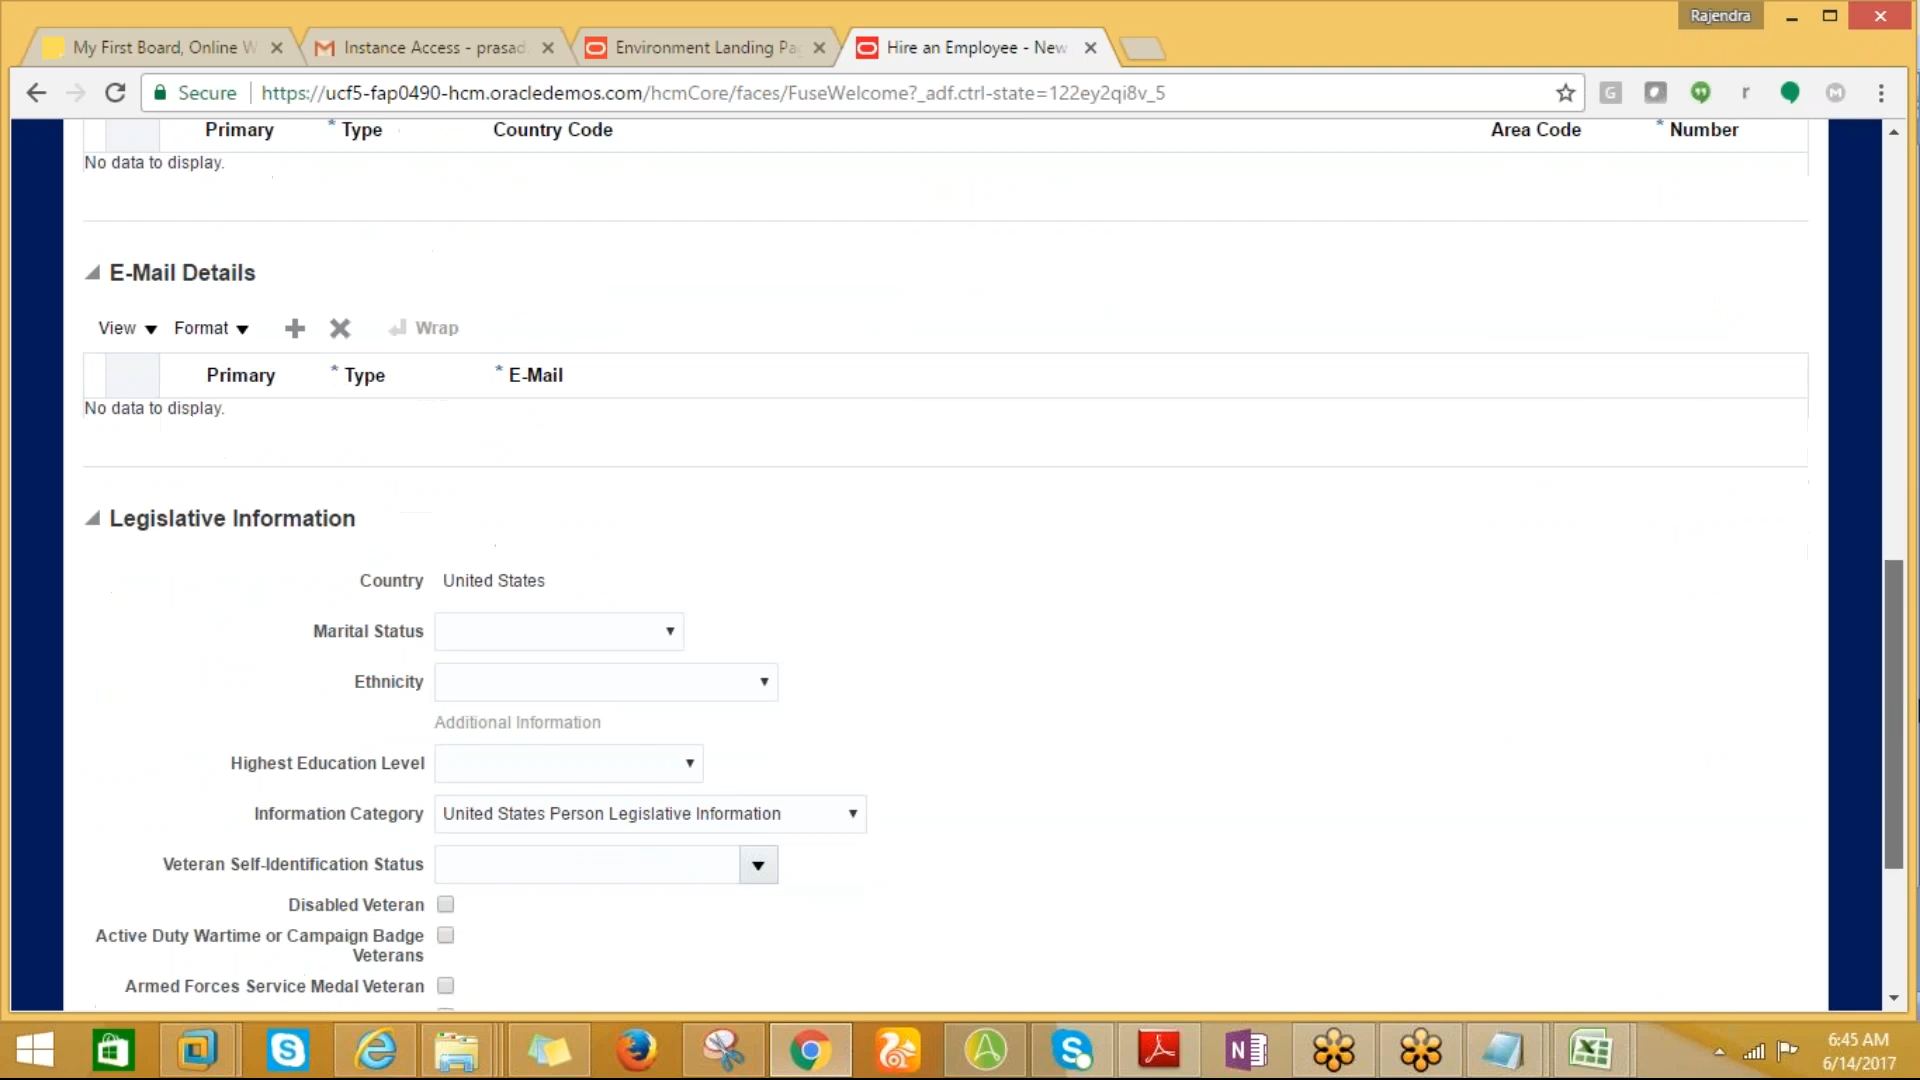 Rajendra
My First Board, Online W
Instance Access - prasad
Environment Landing Pa
Hire an Employee - New
Secure
https://ucf5-fap0490-hcm.oracledemos.com/hcmCore/faces/FuseWelcome?_adf.ctrl-state=122ey2qi8v_5
Primary * Type Country Code Area Code * Number
No data to display.
E-Mail Details
View Format Wrap
Primary * Type * E-Mail
No data to display.
Legislative Information
Country United States
Marital Status
Ethnicity
Additional Information
Highest Education Level
Information Category United States Person Legislative Information
Veteran Self-Identification Status
Disabled Veteran
Active Duty Wartime or Campaign Badge
Veterans
Armed Forces Service Medal Veteran
6:45 AM
6/14/2017